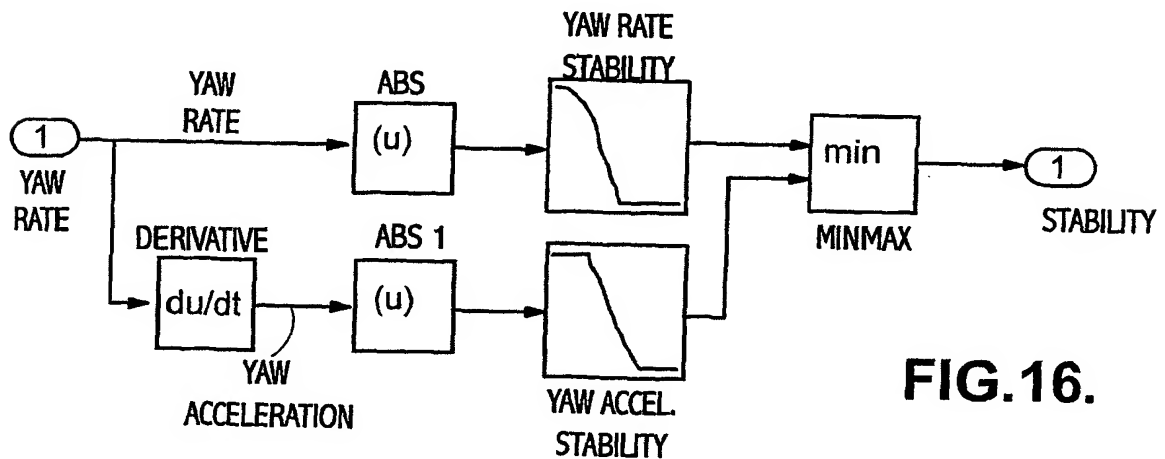 YAW RATE
STABILITY
YAW
RATE
ABS
1
(u)
min
1
YAW
RATE
STABILITY
MINMAX
DERIVATIVE
ABS 1
du/dt
(u)
YAW
ACCELERATION
YAW ACCEL.
STABILITY
FIG.16.